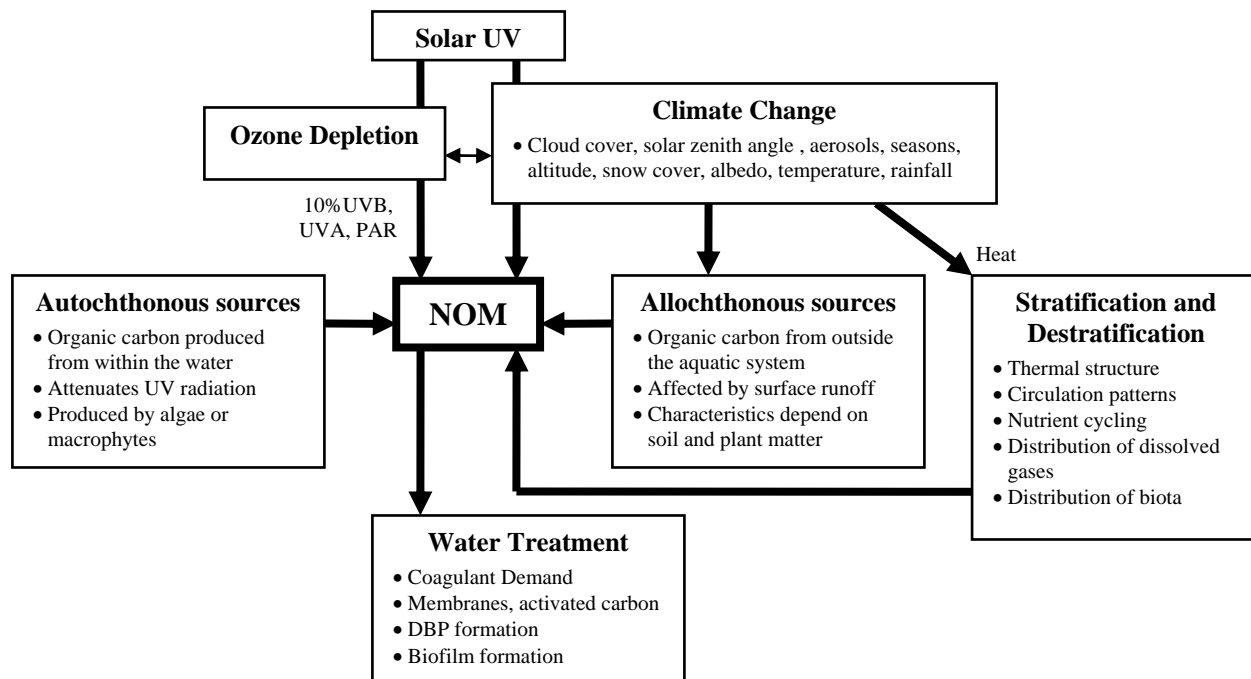 Solar UV
Ozone Depletion
Climate Change
• Cloud cover, solar zenith angle , aerosols, seasons,
altitude, snow cover, albedo, temperature, rainfall
10%UVB,
UVA, PAR
Heat
Autochthonous sources
• Organic carbon produced
from within the water
• Attenuates UV radiation
• Produced by algae or
macrophytes
NOM
Allochthonous sources
• Organic carbon from outside
the aquatic system
• Affected by surface runoff
• Characteristics depend on
soil and plant matter
Stratification and
Destratification
• Thermal structure
• Circulation patterns
• Nutrient cycling
• Distribution of dissolved
gases
• Distribution of biota
Water Treatment
• Coagulant Demand
• Membranes, activated carbon
• DBP formation
• Biofilm formation